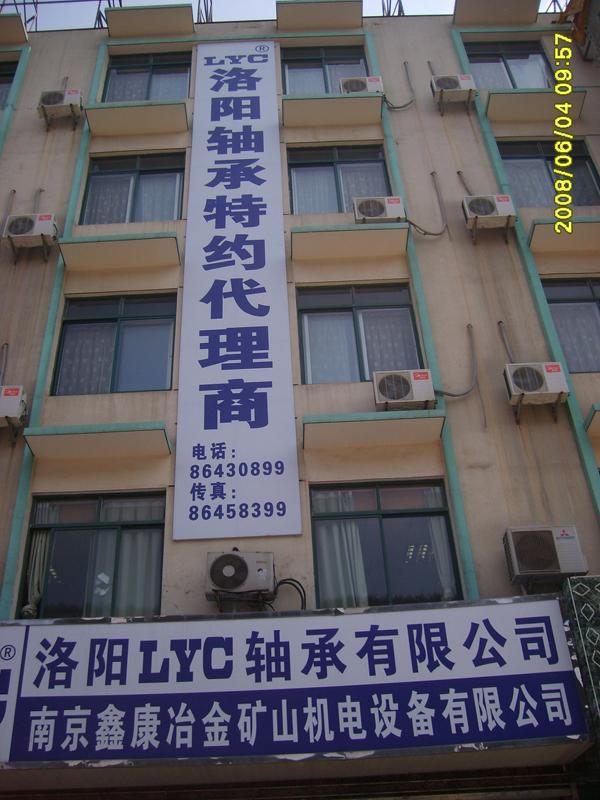 2008/06/04 09:57
LYC®
洛阳轴承特约代理商
电话:
86430899
传真:
86458399
®
洛阳LYC轴承有限公司
南京鑫康冶金矿山机电设备有限公司